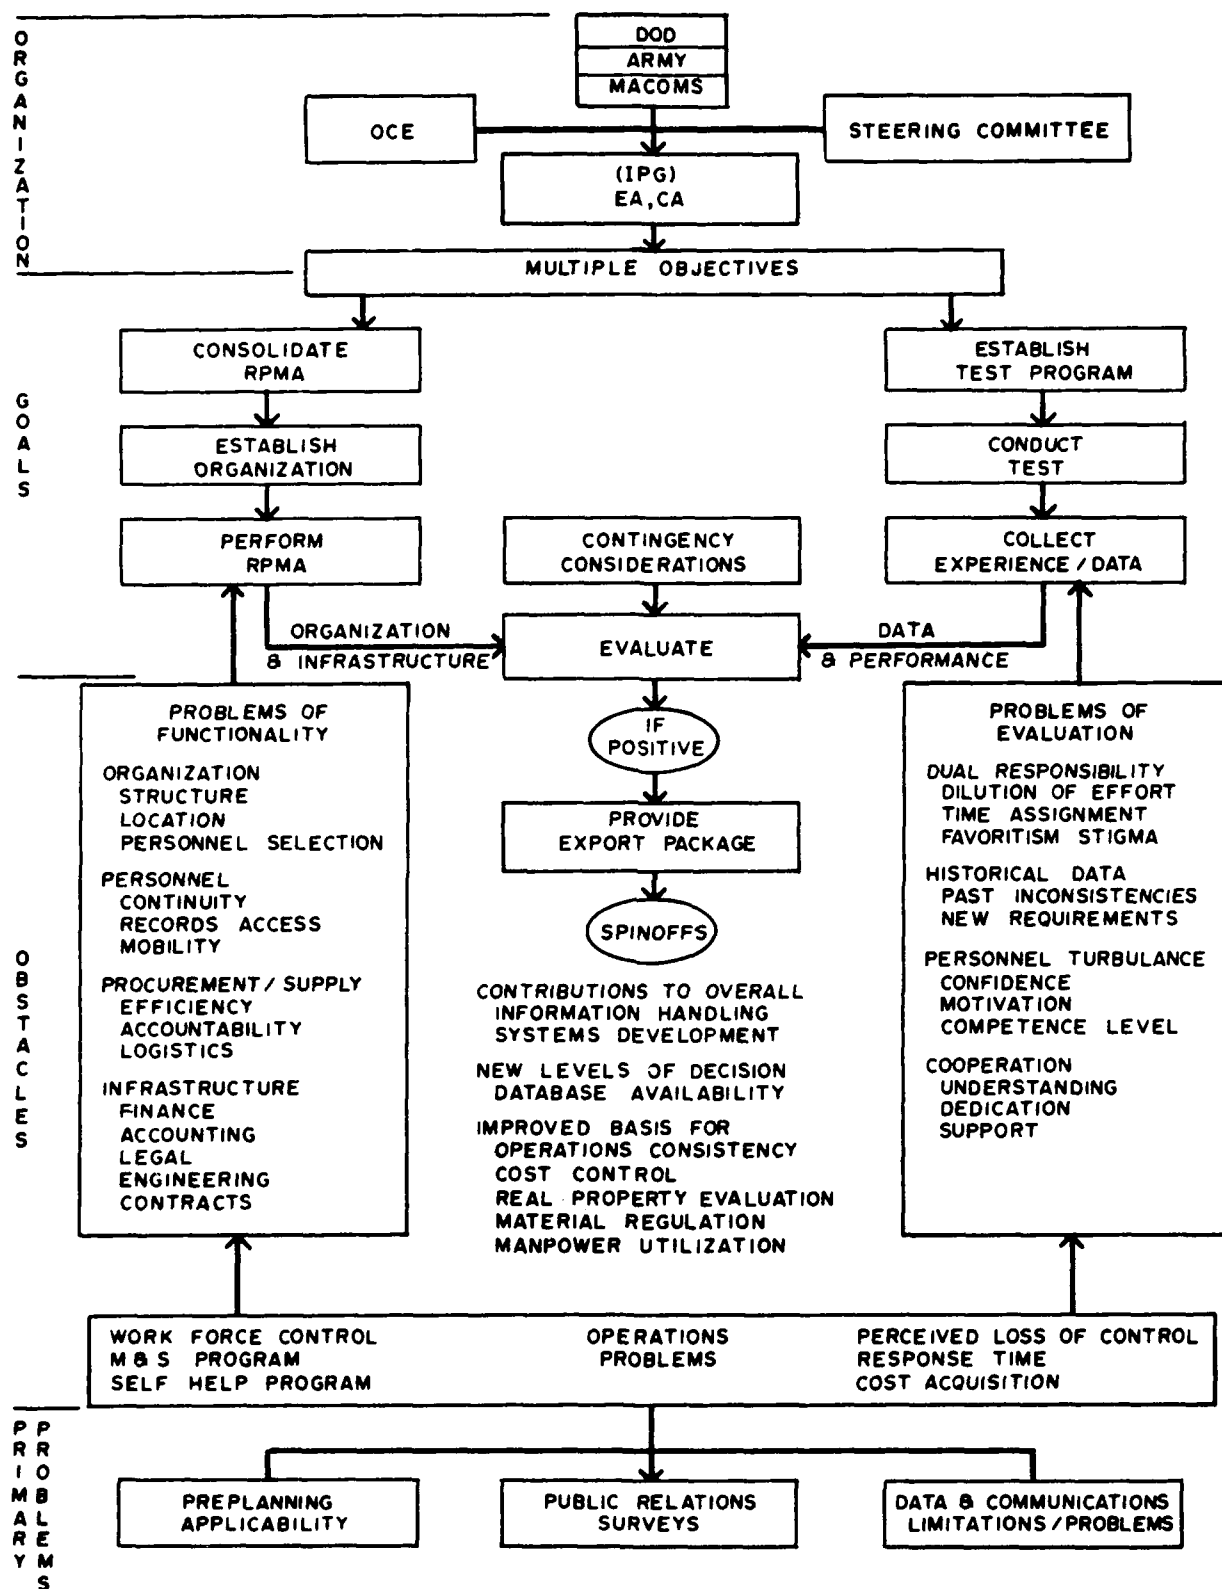 ORGANIZATION
DOD
ARMY
MACOMS
OCE
STEERING COMMITTEE
(IPG)
EA, CA
MULTIPLE OBJECTIVES
GOALS
CONSOLIDATE
RPMA
ESTABLISH
TEST PROGRAM
ESTABLISH
ORGANIZATION
CONDUCT
TEST
PERFORM
RPMA
CONTINGENCY
CONSIDERATIONS
COLLECT
EXPERIENCE / DATA
ORGANIZATION
& INFRASTRUCTURE
EVALUATE
DATA
& PERFORMANCE
OBSTACLES
PROBLEMS OF
FUNCTIONALITY
ORGANIZATION
STRUCTURE
LOCATION
PERSONNEL SELECTION
PERSONNEL
CONTINUITY
RECORDS ACCESS
MOBILITY
PROCUREMENT / SUPPLY
EFFICIENCY
ACCOUNTABILITY
LOGISTICS
INFRASTRUCTURE
FINANCE
ACCOUNTING
LEGAL
ENGINEERING
CONTRACTS
IF
POSITIVE
PROVIDE
EXPORT PACKAGE
SPINOFFS
CONTRIBUTIONS TO OVERALL
INFORMATION HANDLING
SYSTEMS DEVELOPMENT
NEW LEVELS OF DECISION
DATABASE AVAILABILITY
IMPROVED BASIS FOR
OPERATIONS CONSISTENCY
COST CONTROL
REAL PROPERTY EVALUATION
MATERIAL REGULATION
MANPOWER UTILIZATION
PROBLEMS OF
EVALUATION
DUAL RESPONSIBILITY
DILUTION OF EFFORT
TIME ASSIGNMENT
FAVORITISM STIGMA
HISTORICAL DATA
PAST INCONSISTENCIES
NEW REQUIREMENTS
PERSONNEL TURBULANCE
CONFIDENCE
MOTIVATION
COMPETENCE LEVEL
COOPERATION
UNDERSTANDING
DEDICATION
SUPPORT
WORK FORCE CONTROL
M & S PROGRAM
SELF HELP PROGRAM
OPERATIONS
PROBLEMS
PERCEIVED LOSS OF CONTROL
RESPONSE TIME
COST ACQUISITION
PRIMARY
PROBLEMS
PREPLANNING
APPLICABILITY
PUBLIC RELATIONS
SURVEYS
DATA & COMMUNICATIONS
LIMITATIONS / PROBLEMS